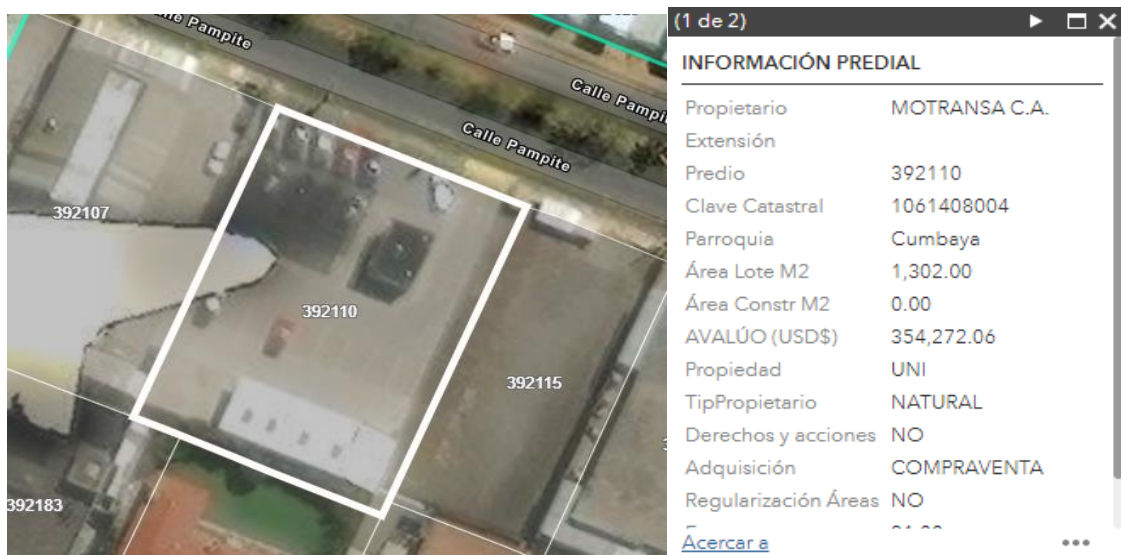 Calle Pampite
Calle Pampi
Calle Pampite
392107
392110
392115
392183
(1 de 2)
INFORMACIÓN PREDIAL
Propietario MOTRANSA C.A.
Extensión
Predio 392110
Clave Catastral 1061408004
Parroquia Cumbaya
Área Lote M2 1,302.00
Área Constr M2 0.00
AVALÚO (USD$) 354,272.06
Propiedad UNI
TipPropietario NATURAL
Derechos y acciones NO
Adquisición COMPRAVENTA
Regularización Áreas NO
Acercar a